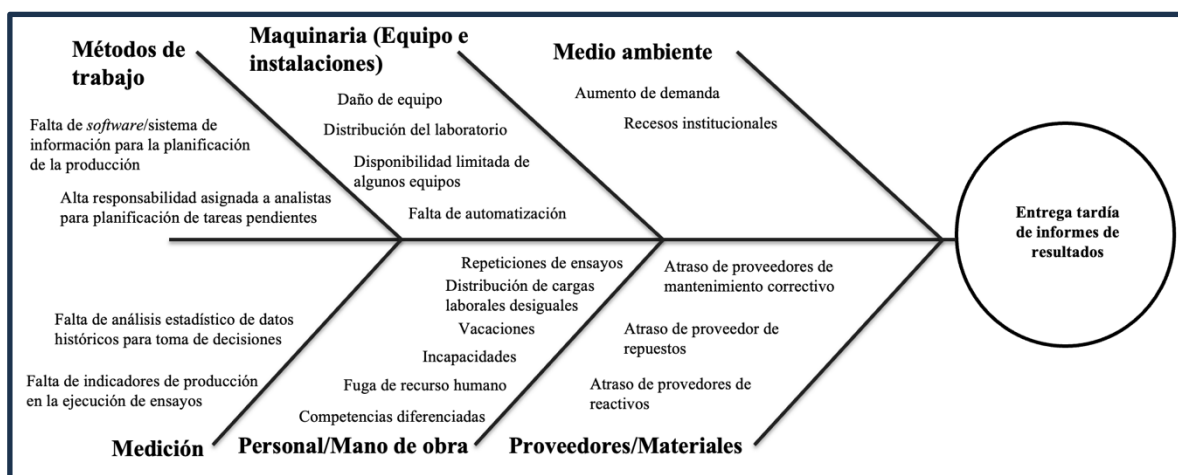 Métodos de
trabajo
Falta de software/sistema de
información para la planificación
de la producción
Alta responsabilidad asignada a analistas
para planificación de tareas pendientes
Maquinaria (Equipo e
instalaciones)
Daño de equipo
Distribución del laboratorio
Disponibilidad limitada de
algunos equipos
Falta de automatización
Medio ambiente
Aumento de demanda
Recesos institucionales
Entrega tardía
de informes de
resultados
Falta de análisis estadístico de datos
históricos para toma de decisiones
Falta de indicadores de producción
en la ejecución de ensayos
Medición
Repeticiones de ensayos
Distribución de cargas
laborales desiguales
Vacaciones
Incapacidades
Fuga de recurso humano
Competencias diferenciadas
Personal/Mano de obra
Atraso de proveedores de
mantenimiento correctivo
Atraso de proveedor de
repuestos
Atraso de provedores de
reactivos
Proveedores/Materiales